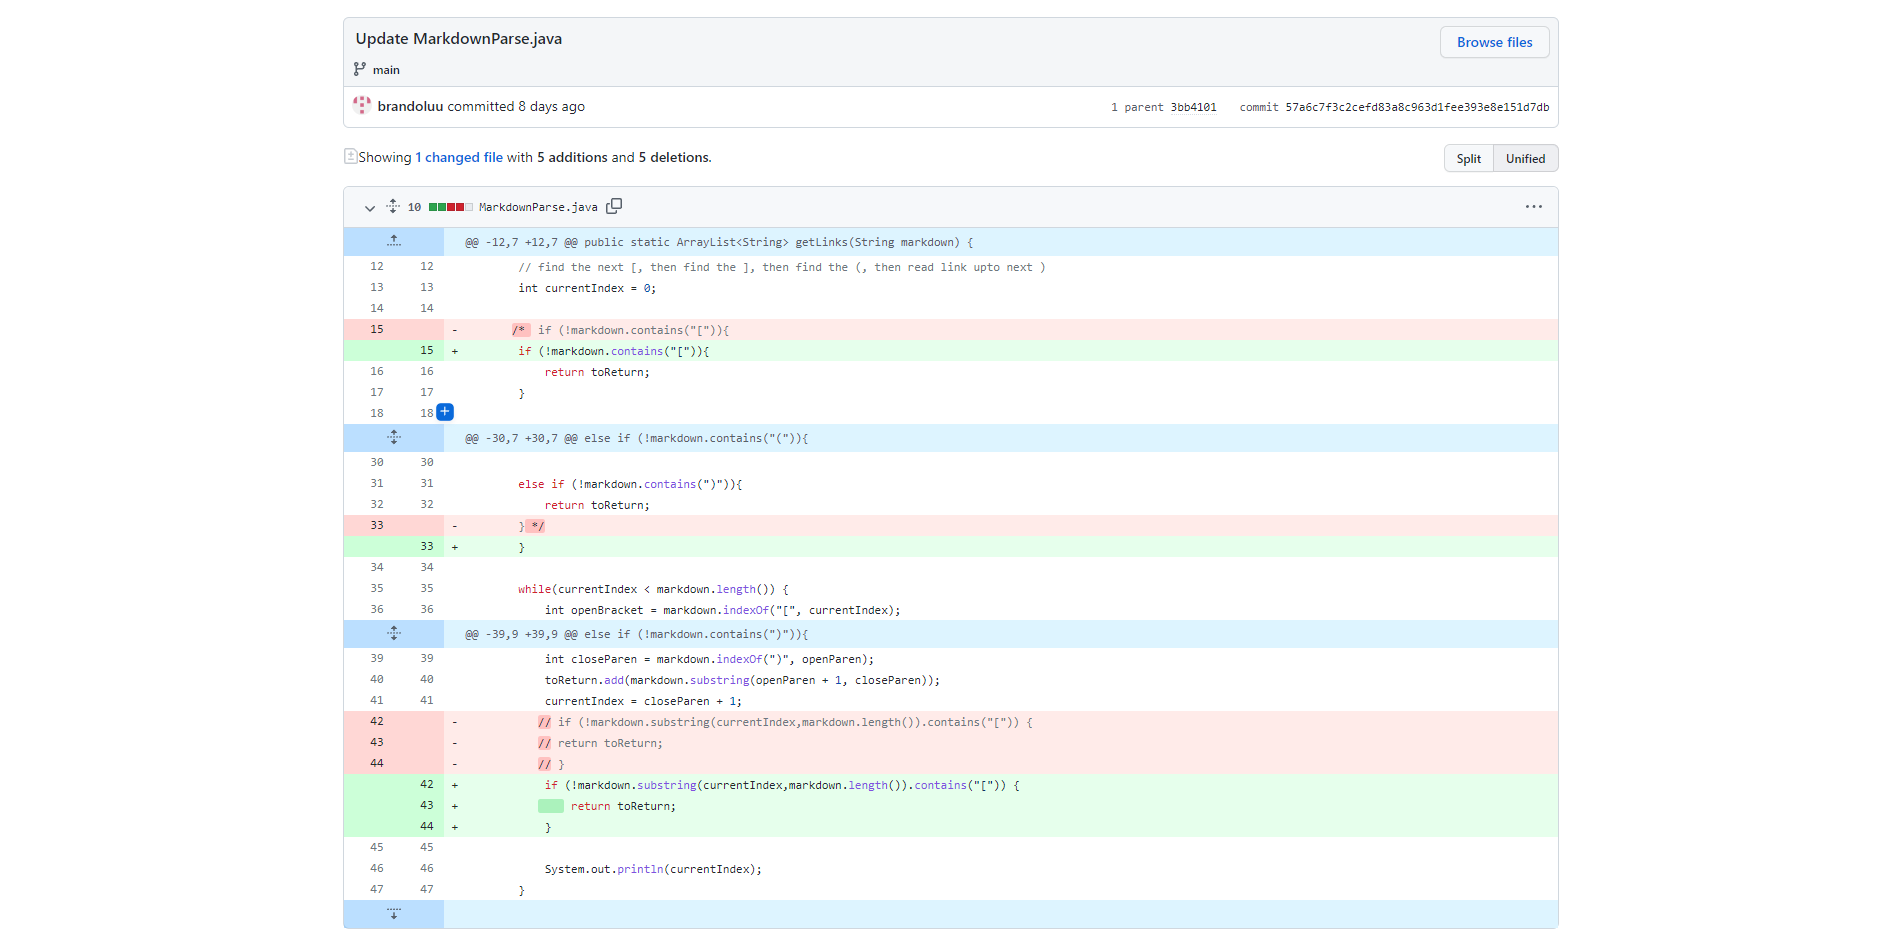 Update MarkdownParse.java
Browse files
main
brandoluu committed 8 days ago
1 parent 3bb4101 commit 57a6c7f3c2cefd83a8c963d1fee393e8e151d7db
Showing 1 changed file with 5 additions and 5 deletions.
Split Unified
10 MarkdownParse.java
@@ -12,7 +12,7 @@ public static ArrayList<String> getLinks(String markdown) {
12 12 // find the next [, then find the ], then find the (, then read link upto next )
13 13 int currentIndex = 0;
14 14
15 - /* if (!markdown.contains("[")){
15 + if (!markdown.contains("[")){
16 16 return toReturn;
17 17 }
18 18
@@ -30,7 +30,7 @@ else if (!markdown.contains("(")){
30 30
31 31 else if (!markdown.contains(")")){
32 32 return toReturn;
33 - } */
33 + }
34 34
35 35 while(currentIndex < markdown.length()) {
36 36 int openBracket = markdown.indexOf("[", currentIndex);
@@ -39,9 +39,9 @@ else if (!markdown.contains(")")){
39 39 int closeParen = markdown.indexOf(")", openParen);
40 40 toReturn.add(markdown.substring(openParen + 1, closeParen));
41 41 currentIndex = closeParen + 1;
42 - // if (!markdown.substring(currentIndex,markdown.length()).contains("[")) {
43 - // return toReturn;
44 - // }
42 + if (!markdown.substring(currentIndex,markdown.length()).contains("[")) {
43 + return toReturn;
44 + }
45 45
46 46 System.out.println(currentIndex);
47 47 }